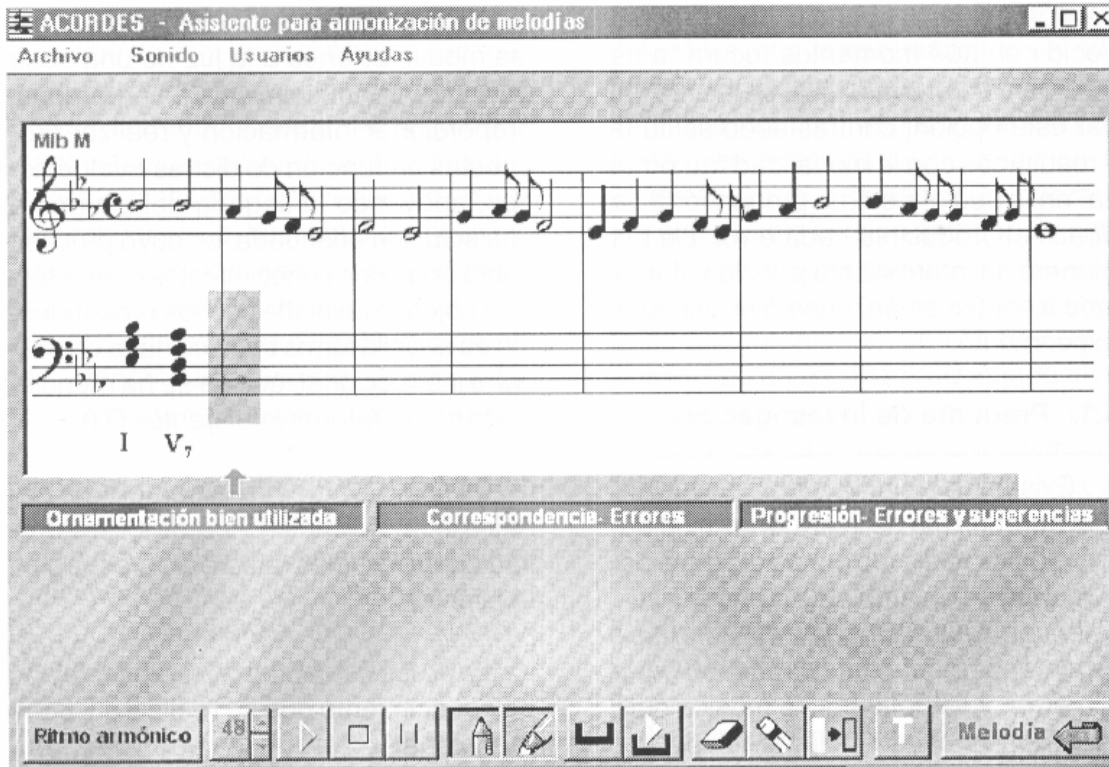 ACORDES - Asistente para armonización de melodías
Archivo Sonido Usuarios Ayudas
MIb M
I V7
Ornamentación bien utilizada Correspondencia- Errores Progresión- Errores y sugerencias
Ritmo armónico 48 T Melodía